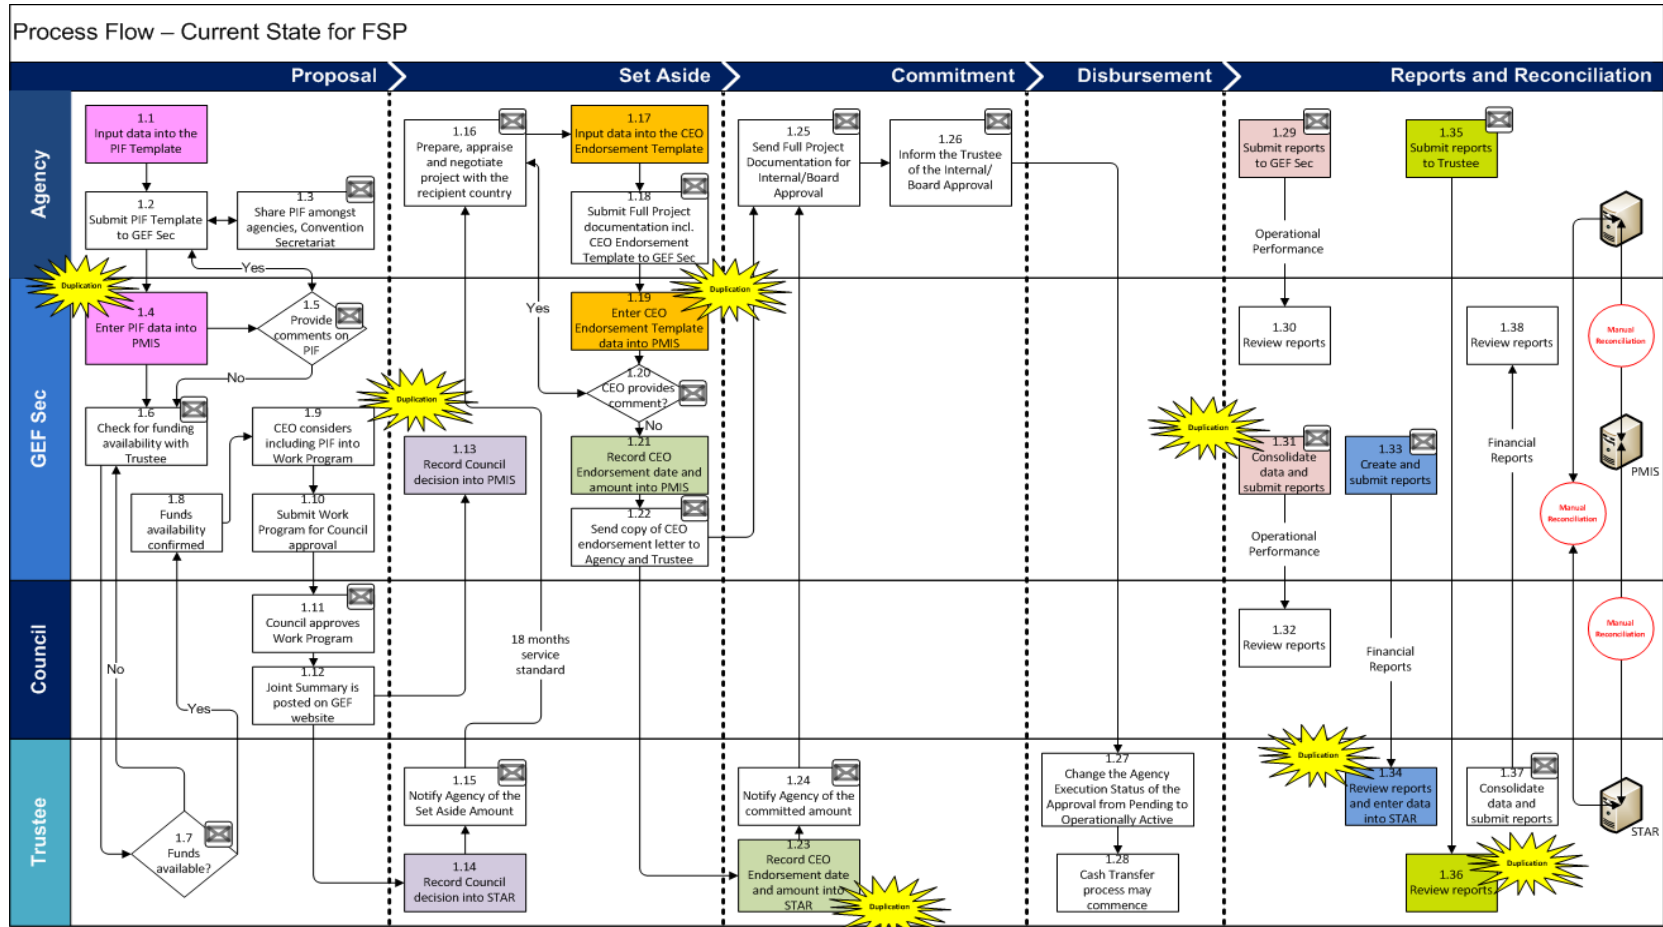 Process Flow – Current State for FSP
Proposal
Set Aside
Commitment
Disbursement
Reports and Reconciliation
Agency
1.1
Input data into the
PIF Template
1.2
Submit PIF Template
to GEF Sec
1.3
Share PIF amongst
agencies, Convention
Secretariat
Yes
1.16
Prepare, appraise
and negotiate
project with the
recipient country
1.17
Input data into the CEO
Endorsement Template
1.18
Submit Full Project
documentation incl.
CEO Endorsement
Template to GEF Sec
1.25
Send Full Project
Documentation for
Internal/Board
Approval
1.26
Inform the Trustee
of the Internal/
Board Approval
1.29
Submit reports
to GEF Sec
Operational
Performance
1.35
Submit reports
to Trustee
GEF Sec
Duplication
1.4
Enter PIF data into
PMIS
1.5
Provide
comments on
PIF
No
1.6
Check for funding
availability with
Trustee
1.8
Funds
availability
confirmed
1.9
CEO considers
including PIF into
Work Program
1.10
Submit Work
Program for Council
approval
Duplication
1.13
Record Council
decision into PMIS
Yes
Duplication
1.19
Enter CEO
Endorsement Template
data into PMIS
1.20
CEO provides
comment?
No
1.21
Record CEO
Endorsement date and
amount into PMIS
1.22
Send copy of CEO
endorsement letter to
Agency and Trustee
1.30
Review reports
Duplication
1.31
Consolidate
data and
submit reports
Operational
Performance
1.33
Create and
submit reports
1.38
Review reports
Financial
Reports
Manual
Reconciliation
PMIS
Manual
Reconciliation
Council
1.11
Council approves
Work Program
1.12
Joint Summary is
posted on GEF
website
No
Yes
18 months
service
standard
1.32
Review reports
Financial
Reports
Manual
Reconciliation
Trustee
1.7
Funds
available?
1.15
Notify Agency of the
Set Aside Amount
1.14
Record Council
decision into STAR
1.24
Notify Agency of the
committed amount
1.23
Record CEO
Endorsement date
and amount into
STAR
Duplication
1.27
Change the Agency
Execution Status of the
Approval from Pending to
Operationally Active
1.28
Cash Transfer
process may
commence
Duplication
1.34
Review reports
and enter data
into STAR
1.37
Consolidate
data and
submit reports
Duplication
1.36
Review reports
STAR